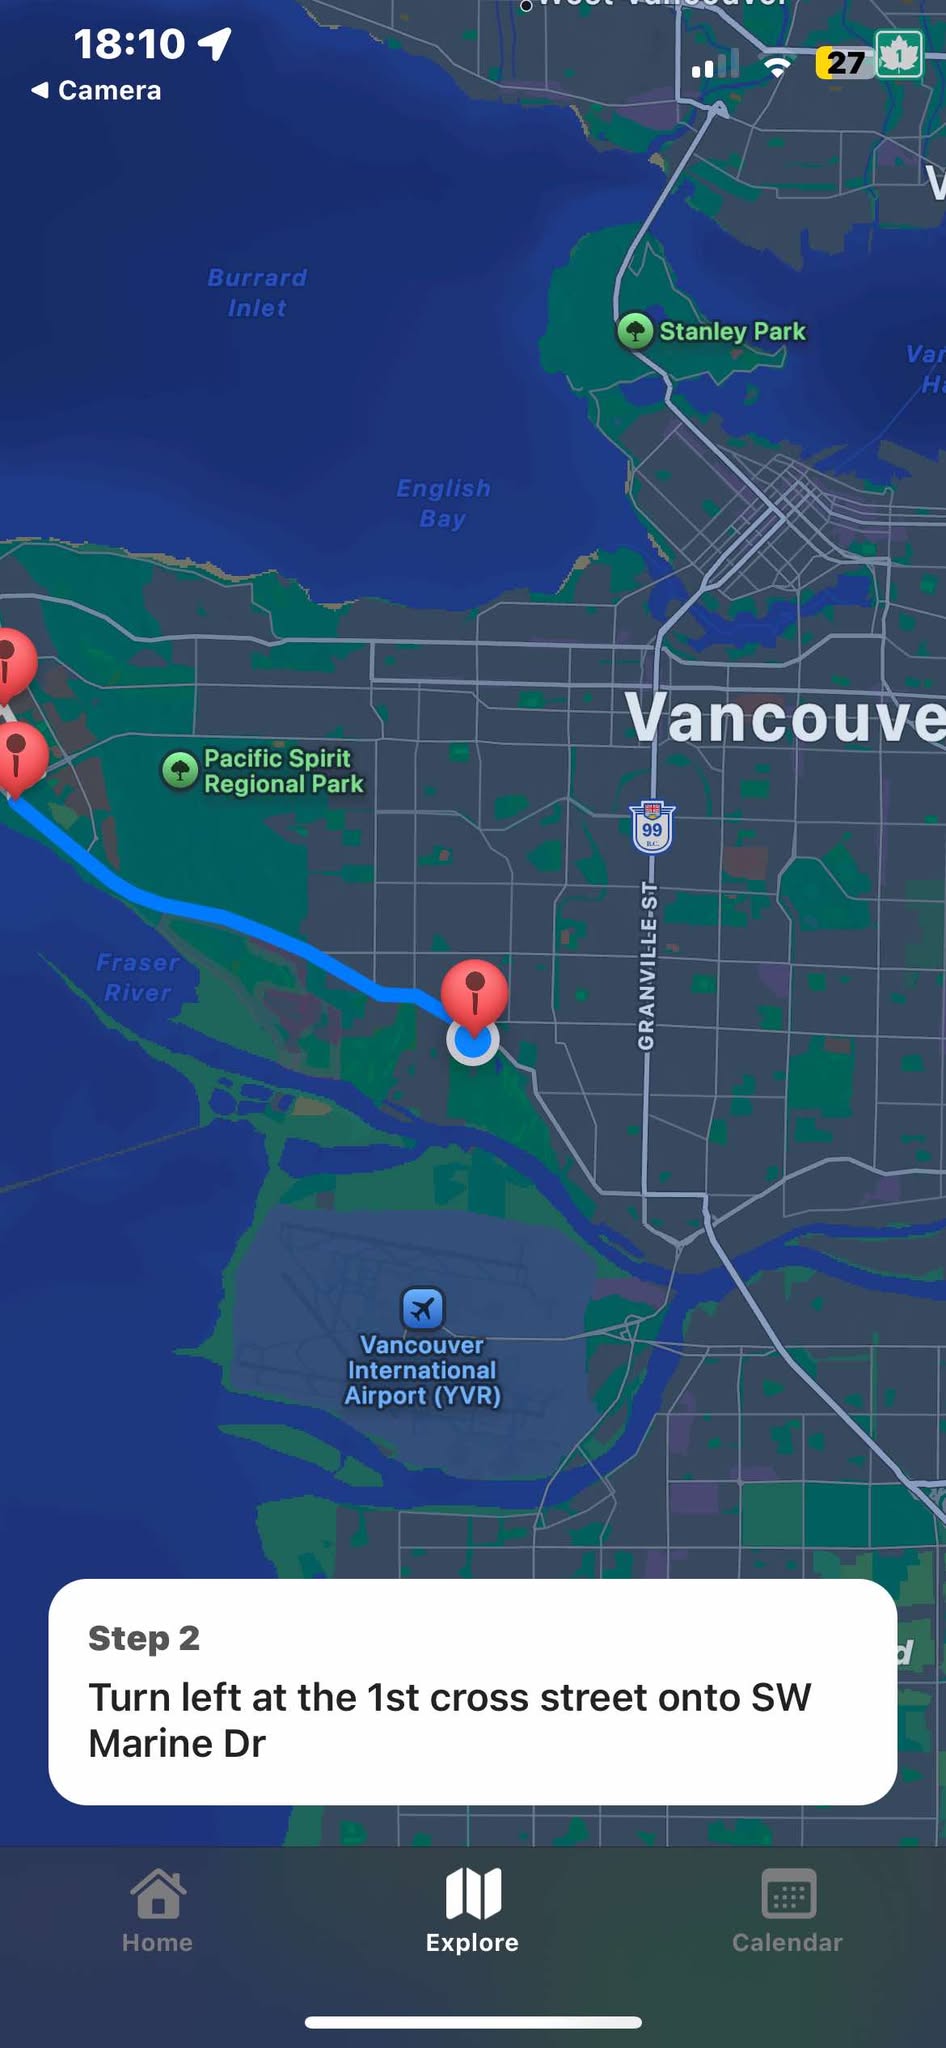 West Vancouver
18:10
27
1
◀ Camera
Burrard
Inlet
Stanley Park
English
Bay
Vancouve
Pacific Spirit
Regional Park
99
B.C.
GRANVILLE ST
Fraser
River
Vancouver
International
Airport (YVR)
Step 2
Turn left at the 1st cross street onto SW
Marine Dr
Home
Explore
Calendar